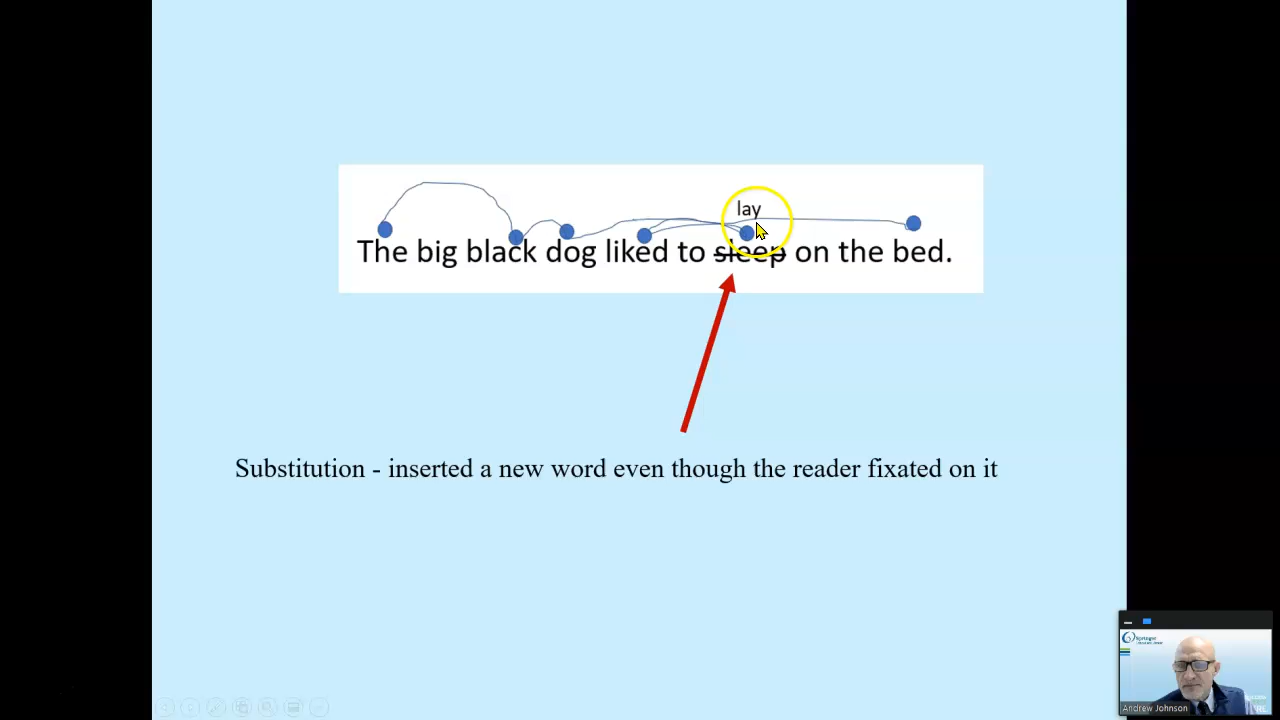 lay
The big black dog liked to sleep on the bed.
Substitution - inserted a new word even though the reader fixated on it
Springer
Andrew Johnson